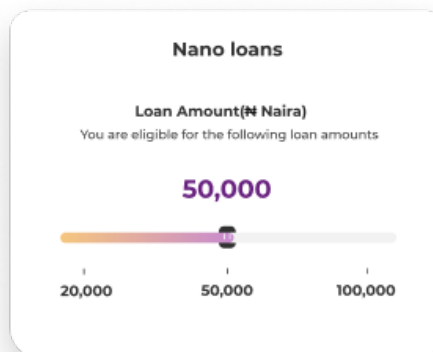 Nano loans
Loan Amount(₦ Naira)
You are eligible for the following loan amounts
50,000
20,000 50,000 100,000